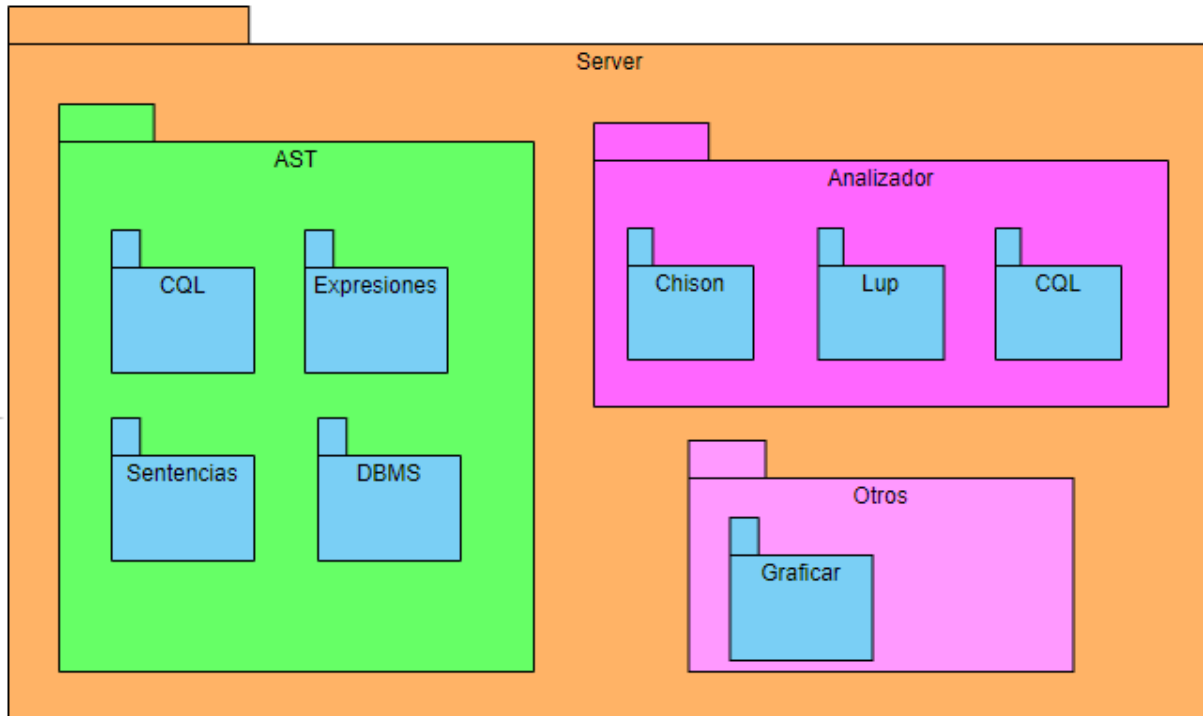 Server
AST
CQL
Expresiones
Sentencias
DBMS
Analizador
Chison
Lup
CQL
Otros
Graficar